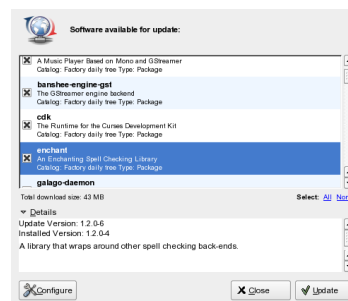 Software available for update:
A Music Player Based on Mono and GStreamer
Catalog: Factory daily tree Type: Package
banshee-engine-gst
The GStreamer engine backend
Catalog: Factory daily tree Type: Package
cdk
The Runtime for the Curses Development Kit
Catalog: Factory daily tree Type: Package
enchant
An Enchanting Spell Checking Library
Catalog: Factory daily tree Type: Package
galago-daemon
Total download size: 43 MB Select: All
Details
Update Version: 1.2.0-6
Installed Version: 1.2.0-4
A library that wraps around other spell checking back-ends.
Configure Close Update